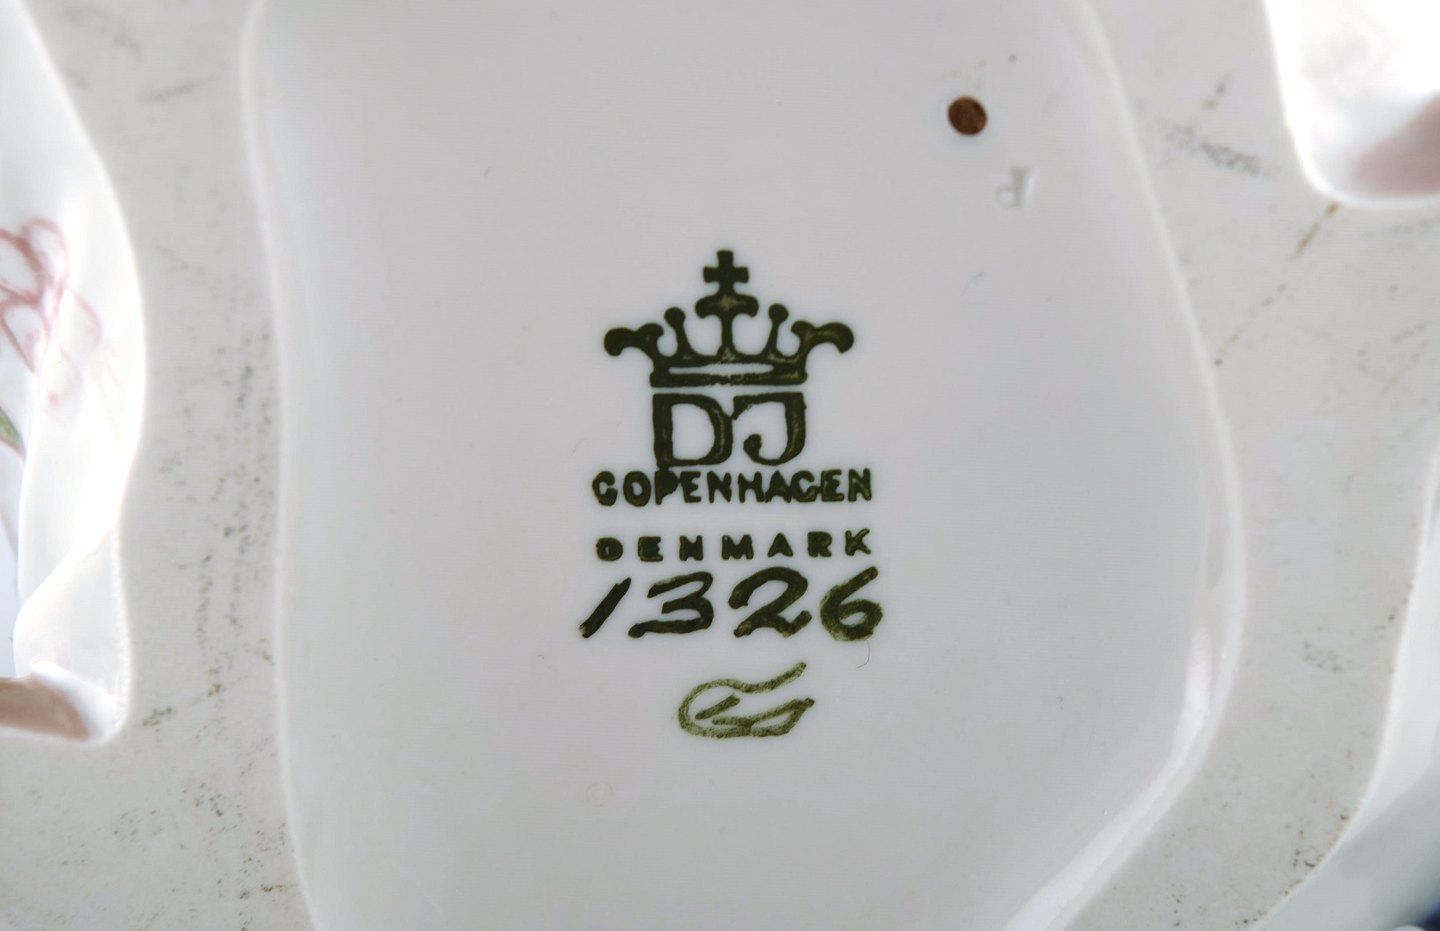 P
DJ
COPENHAGEN
DENMARK
1326